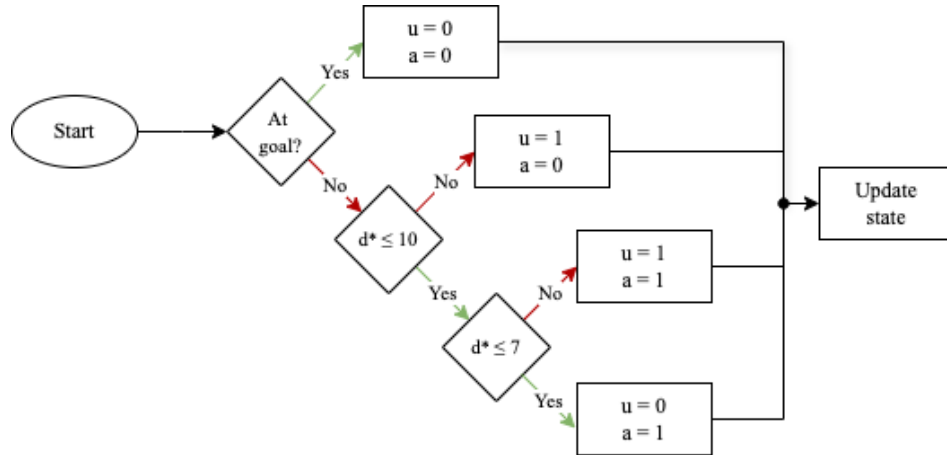 Start
At
goal?
Yes
u = 0
a = 0
No
d* ≤ 10
No
u = 1
a = 0
Yes
d* ≤ 7
No
u = 1
a = 1
Yes
u = 0
a = 1
Update
state